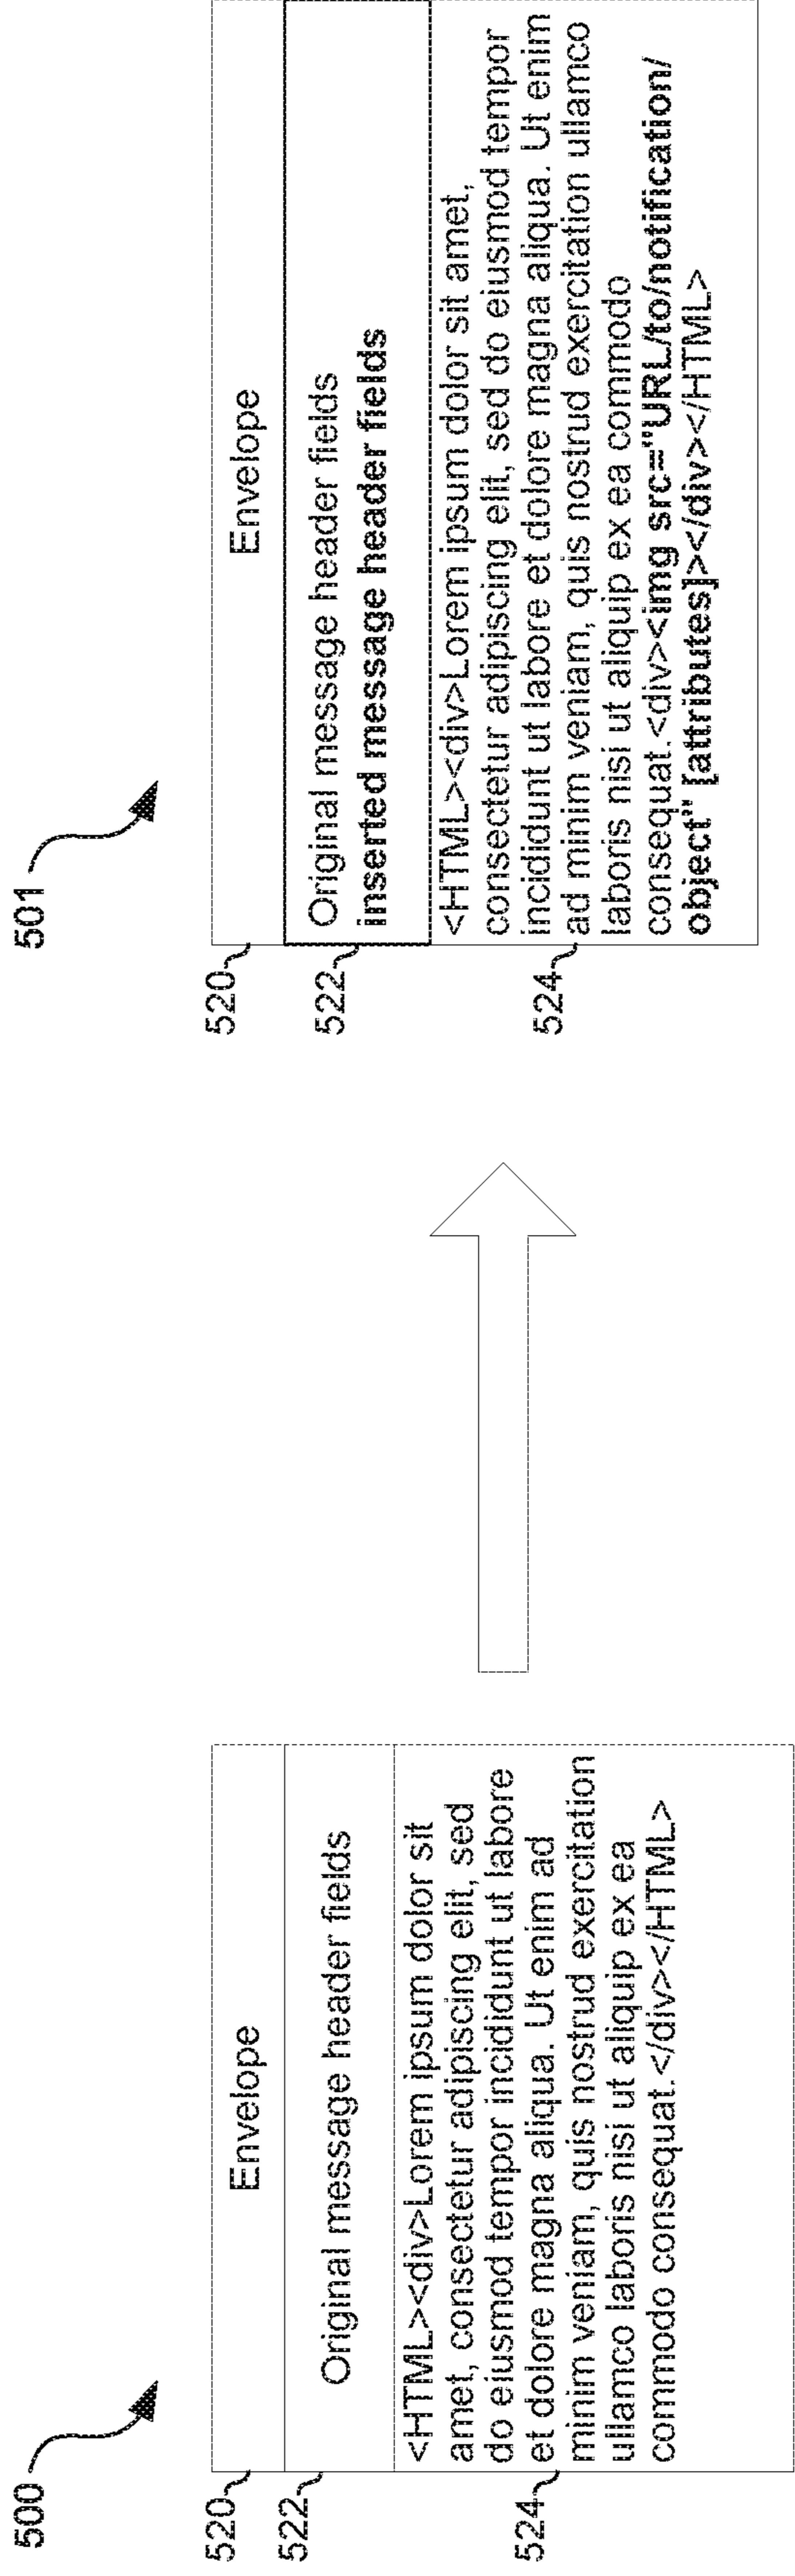 500
520
Envelope
522
Original message header fields
524
<HTML><div>Lorem ipsum dolor sit
amet, consectetur adipiscing elit, sed
do eiusmod tempor incididunt ut labore
et dolore magna aliqua. Ut enim ad
minim veniam, quis nostrud exercitation
ullamco laboris nisi ut aliquip ex ea
commodo consequat.</div></HTML>
501
520
Envelope
522
Original message header fields
inserted message header fields
524
<HTML><div>Lorem ipsum dolor sit amet,
consectetur adipiscing elit, sed do eiusmod tempor
incididunt ut labore et dolore magna aliqua. Ut enim
ad minim veniam, quis nostrud exercitation ullamco
laboris nisi ut aliquip ex ea commodo
consequat.<div><img src="URL/to/notification/
object" [attributes]></div></HTML>